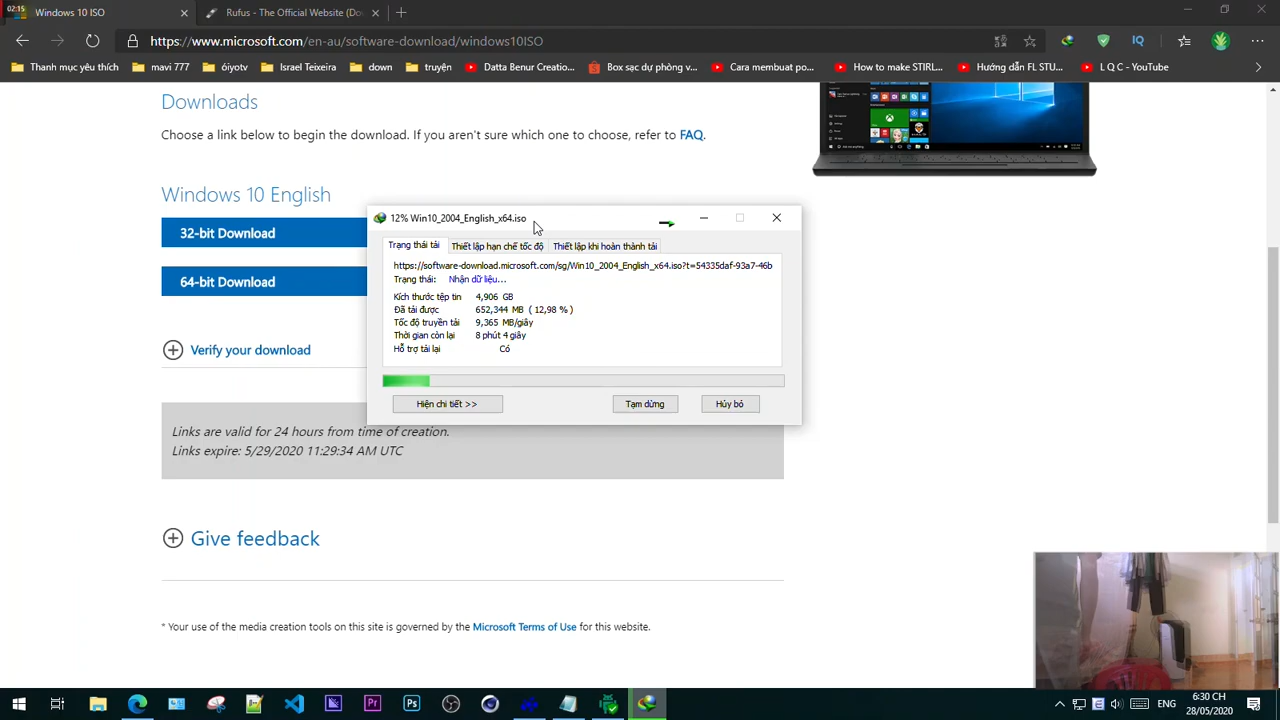 02:15
Windows 10 ISO
Rufus - The Official Website (Do
https://www.microsoft.com/en-au/software-download/windows10ISO
Thanh mục yêu thích
mavi 777
óiyotv
Israel Teixeira
down
truyện
Datta Benur Creatio...
Box sạc dự phòng v...
Cara membuat po...
How to make STIRL...
Hướng dẫn FL STU...
L Q C - YouTube
Downloads
Choose a link below to begin the download. If you aren't sure which one to choose, refer to FAQ.
Windows 10 English
32-bit Download
64-bit Download
12% Win10_2004_English_x64.iso
Trạng thái tải
Thiết lập hạn chế tốc độ
Thiết lập khi hoàn thành tải
https://software-download.microsoft.com/sg/Win10_2004_English_x64.iso?t=54335daf-93a7-46b
Trạng thái: Nhận dữ liệu...
Kích thước tệp tin 4,906 GB
Đã tải được 652,344 MB ( 12,98 % )
Tốc độ truyền tải 9,365 MB/giây
Thời gian còn lại 8 phút 4 giây
Hỗ trợ tải lại Có
Hiện chi tiết >>
Tạm dừng
Hủy bỏ
Verify your download
Links are valid for 24 hours from time of creation.
Links expire: 5/29/2020 11:29:34 AM UTC
Give feedback
* Your use of the media creation tools on this site is governed by the Microsoft Terms of Use for this website.
ENG
6:30 CH
28/05/2020